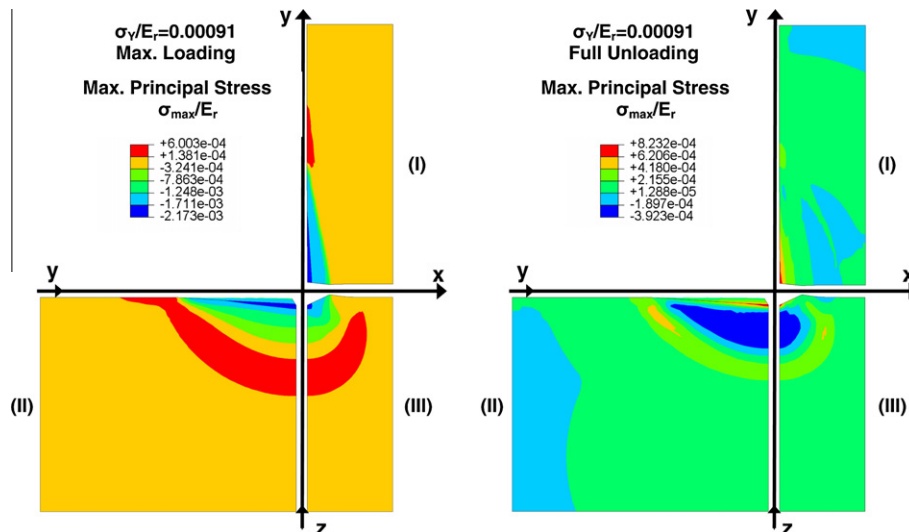 y
σY/Er=0.00091
Max. Loading
Max. Principal Stress
σmax/Er
+6.003e-04
+1.381e-04
-3.241e-04
-7.863e-04
-1.248e-03
-1.711e-03
-2.173e-03
(I)
y
x
(II)
(III)
z
y
σY/Er=0.00091
Full Unloading
Max. Principal Stress
σmax/Er
+8.232e-04
+6.206e-04
+4.180e-04
+2.155e-04
+1.288e-05
-1.897e-04
-3.923e-04
(I)
y
x
(II)
(III)
z